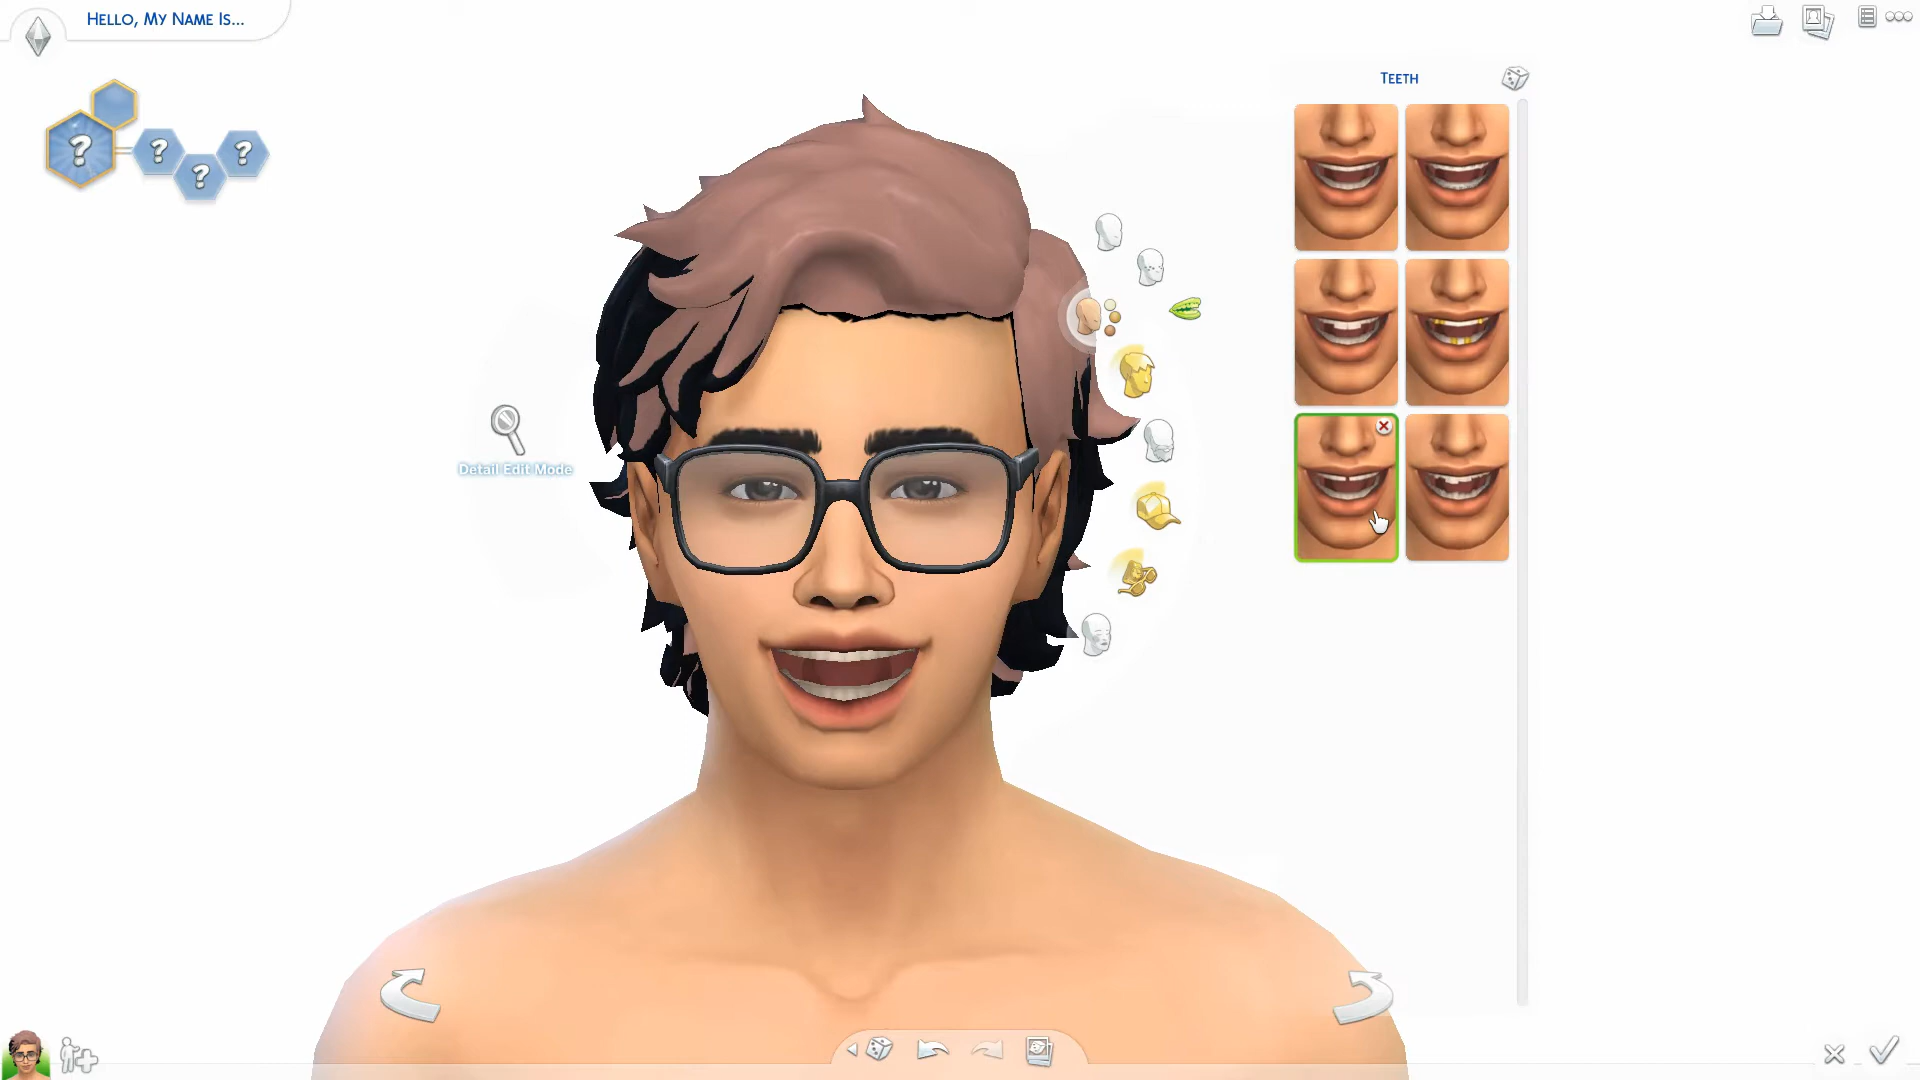 Hello, My Name Is...
Teeth
?
? ? ?
Detail Edit Mode